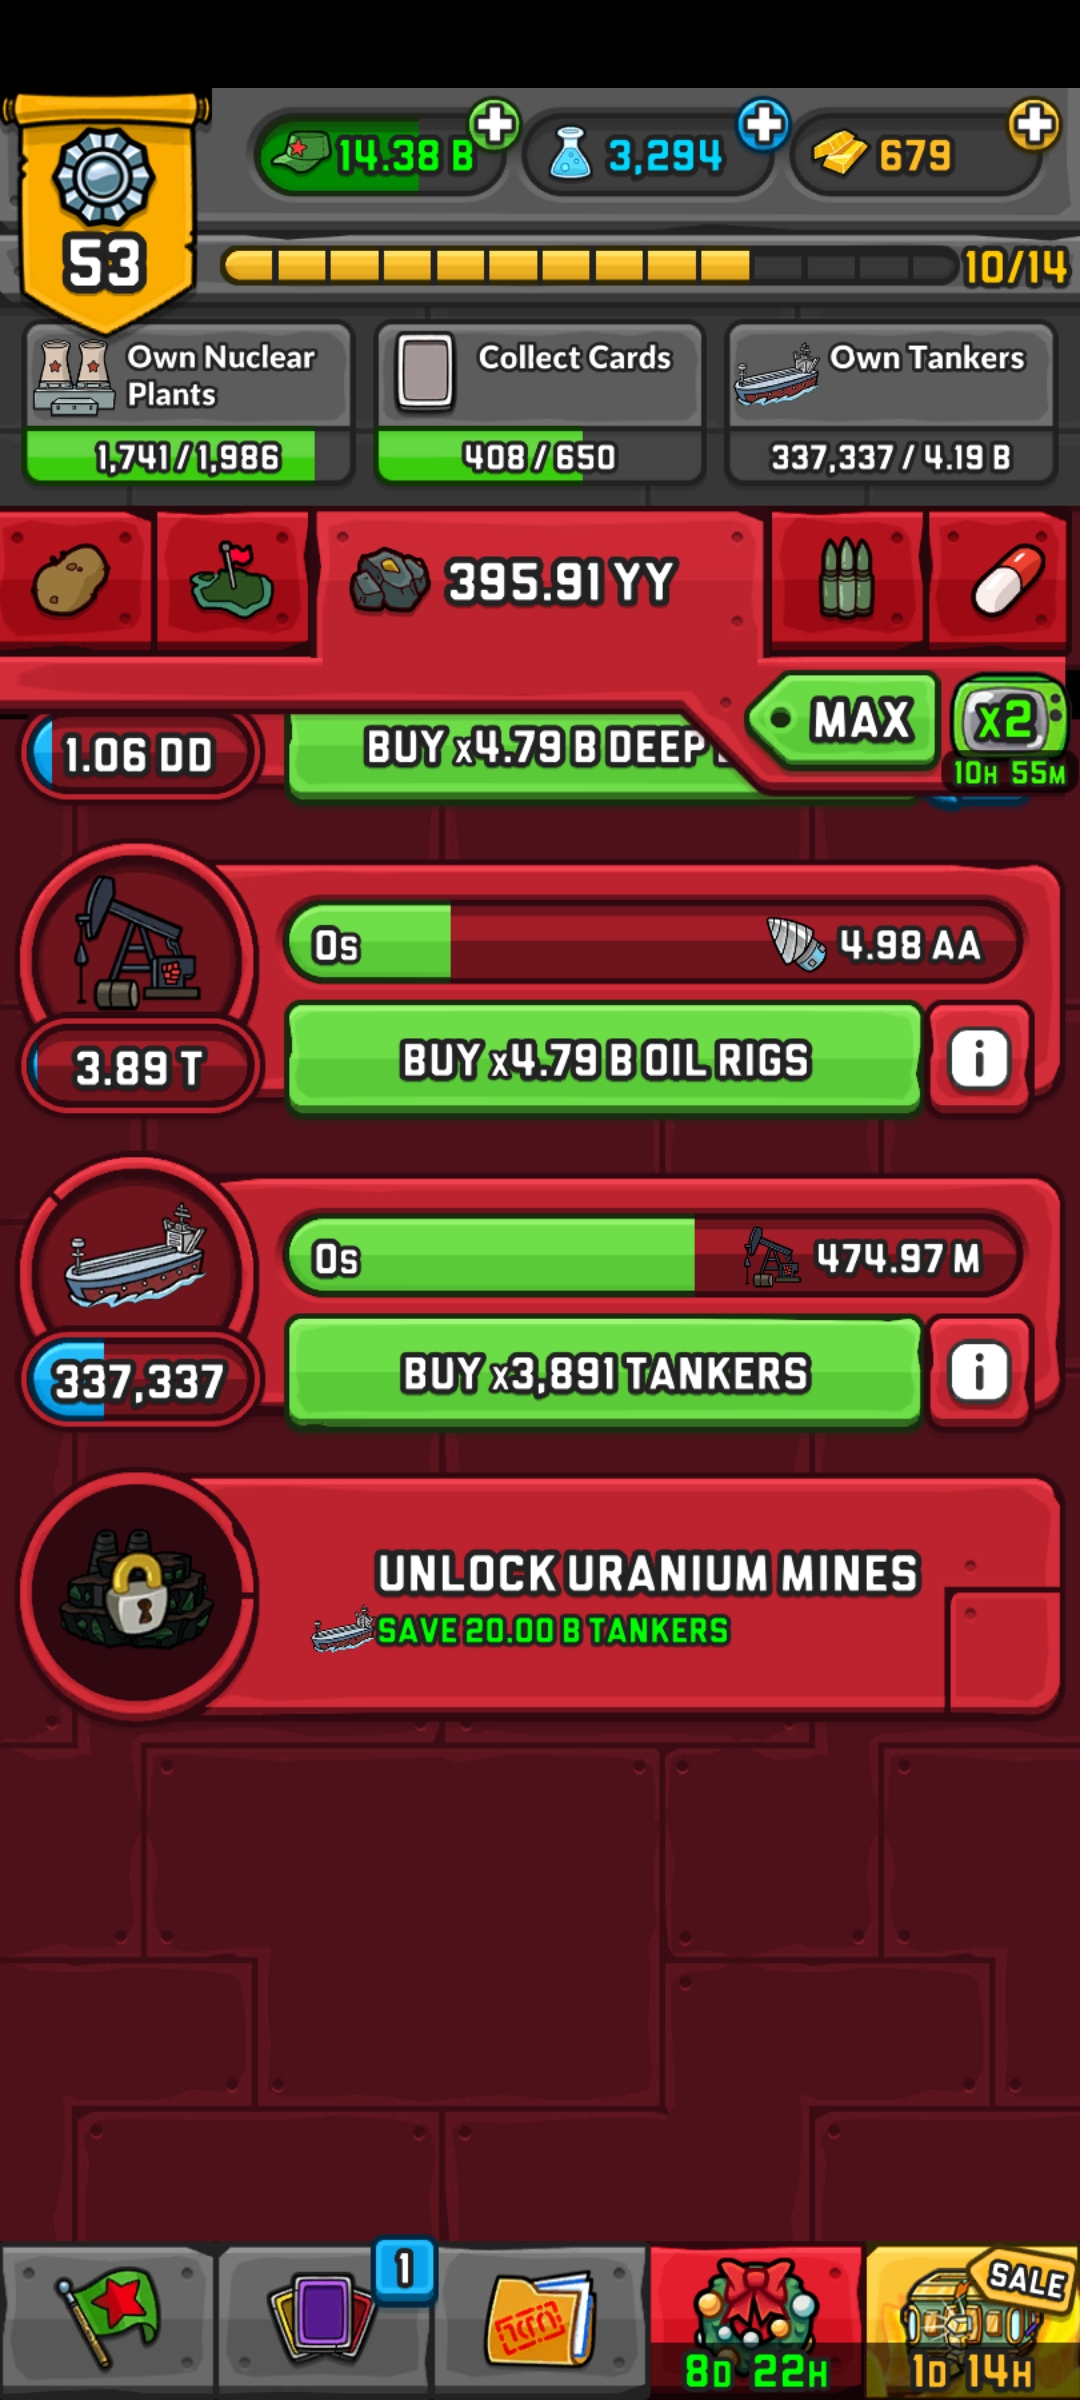 14.38 B
3,294
679
53
10/14
Own Nuclear
Plants
Collect Cards
Own Tankers
1,741/1,986
408/650
337,337/4.19 B
395.91 YY
MAX
x2
10H 55M
1.06 DD
BUY x4.79 B DEEP
0s
4.98 AA
3.89 T
BUY x4.79 B OIL RIGS
i
0s
474.97 M
337,337
BUY x3,891 TANKERS
i
UNLOCK URANIUM MINES
SAVE 20.00 B TANKERS
1
SALE
8D 22H
1D 14H